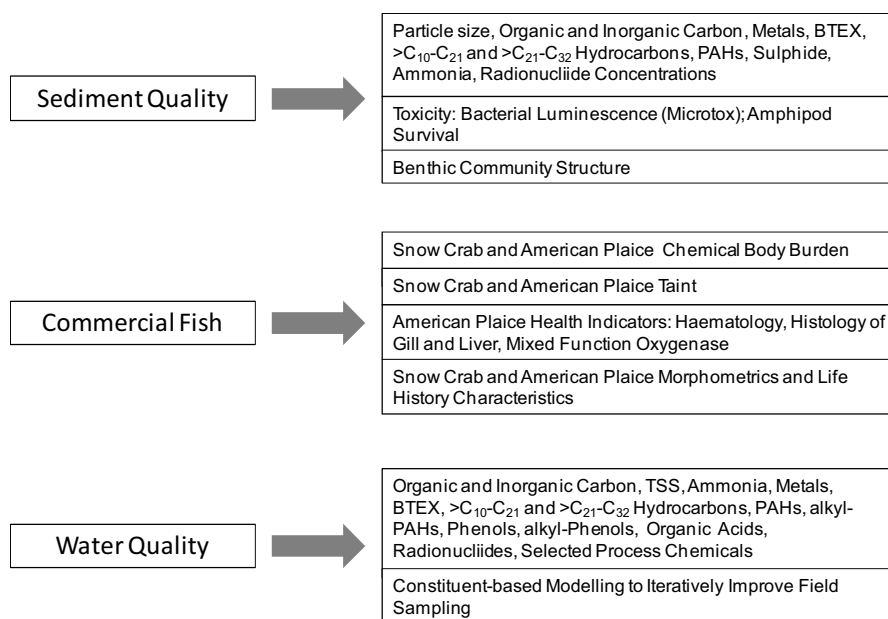 Sediment Quality
Particle size, Organic and Inorganic Carbon, Metals, BTEX,
>C10-C21 and >C21-C32 Hydrocarbons, PAHs, Sulphide,
Ammonia, Radionucliide Concentrations
Toxicity: Bacterial Luminescence (Microtox); Amphipod
Survival
Benthic Community Structure
Commercial Fish
Snow Crab and American Plaice Chemical Body Burden
Snow Crab and American Plaice Taint
American Plaice Health Indicators: Haematology, Histology of
Gill and Liver, Mixed Function Oxygenase
Snow Crab and American Plaice Morphometrics and Life
History Characteristics
Water Quality
Organic and Inorganic Carbon, TSS, Ammonia, Metals,
BTEX, >C10-C21 and >C21-C32 Hydrocarbons, PAHs, alkyl-
PAHs, Phenols, alkyl-Phenols, Organic Acids,
Radionucliides, Selected Process Chemicals
Constituent-based Modelling to Iteratively Improve Field
Sampling